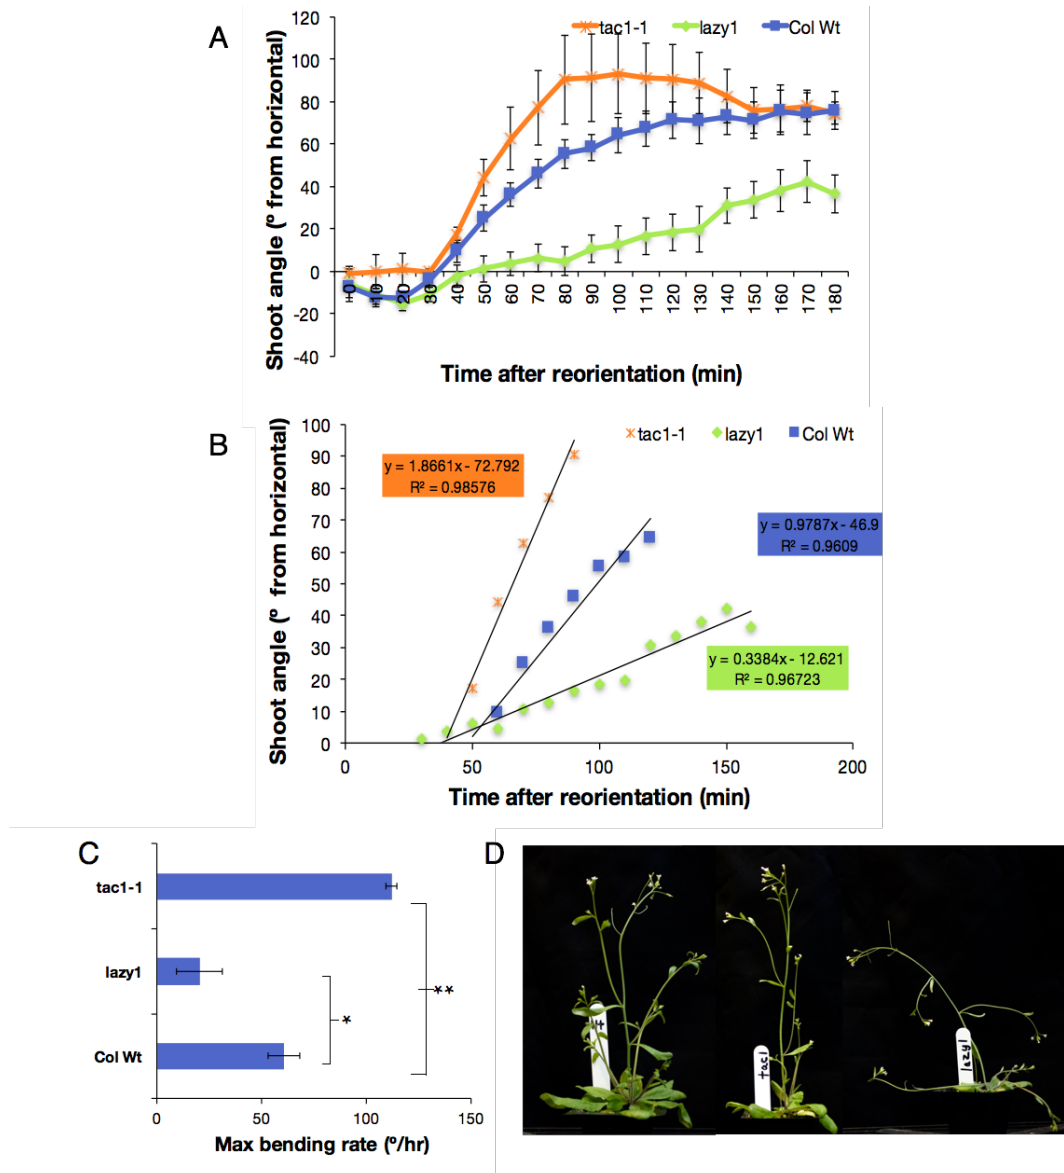 A
tac1-1 lazy1 Col Wt
Shoot angle (º from horizontal)
120
100
80
60
40
20
0
-20
-40
0 10 20 30 40 50 60 70 80 90 100 110 120 130 140 150 160 170 180
Time after reorientation (min)
B
tac1-1 lazy1 Col Wt
Shoot angle (º from horizontal)
100
90
80
70
60
50
40
30
20
10
0
y = 1.8661x - 72.792
R² = 0.98576
y = 0.9787x - 46.9
R² = 0.9609
y = 0.3384x - 12.621
R² = 0.96723
0 50 100 150 200
Time after reorientation (min)
C
tac1-1
lazy1
Col Wt
**
*
0 50 100 150
Max bending rate (º/hr)
D
tac1
lazy1